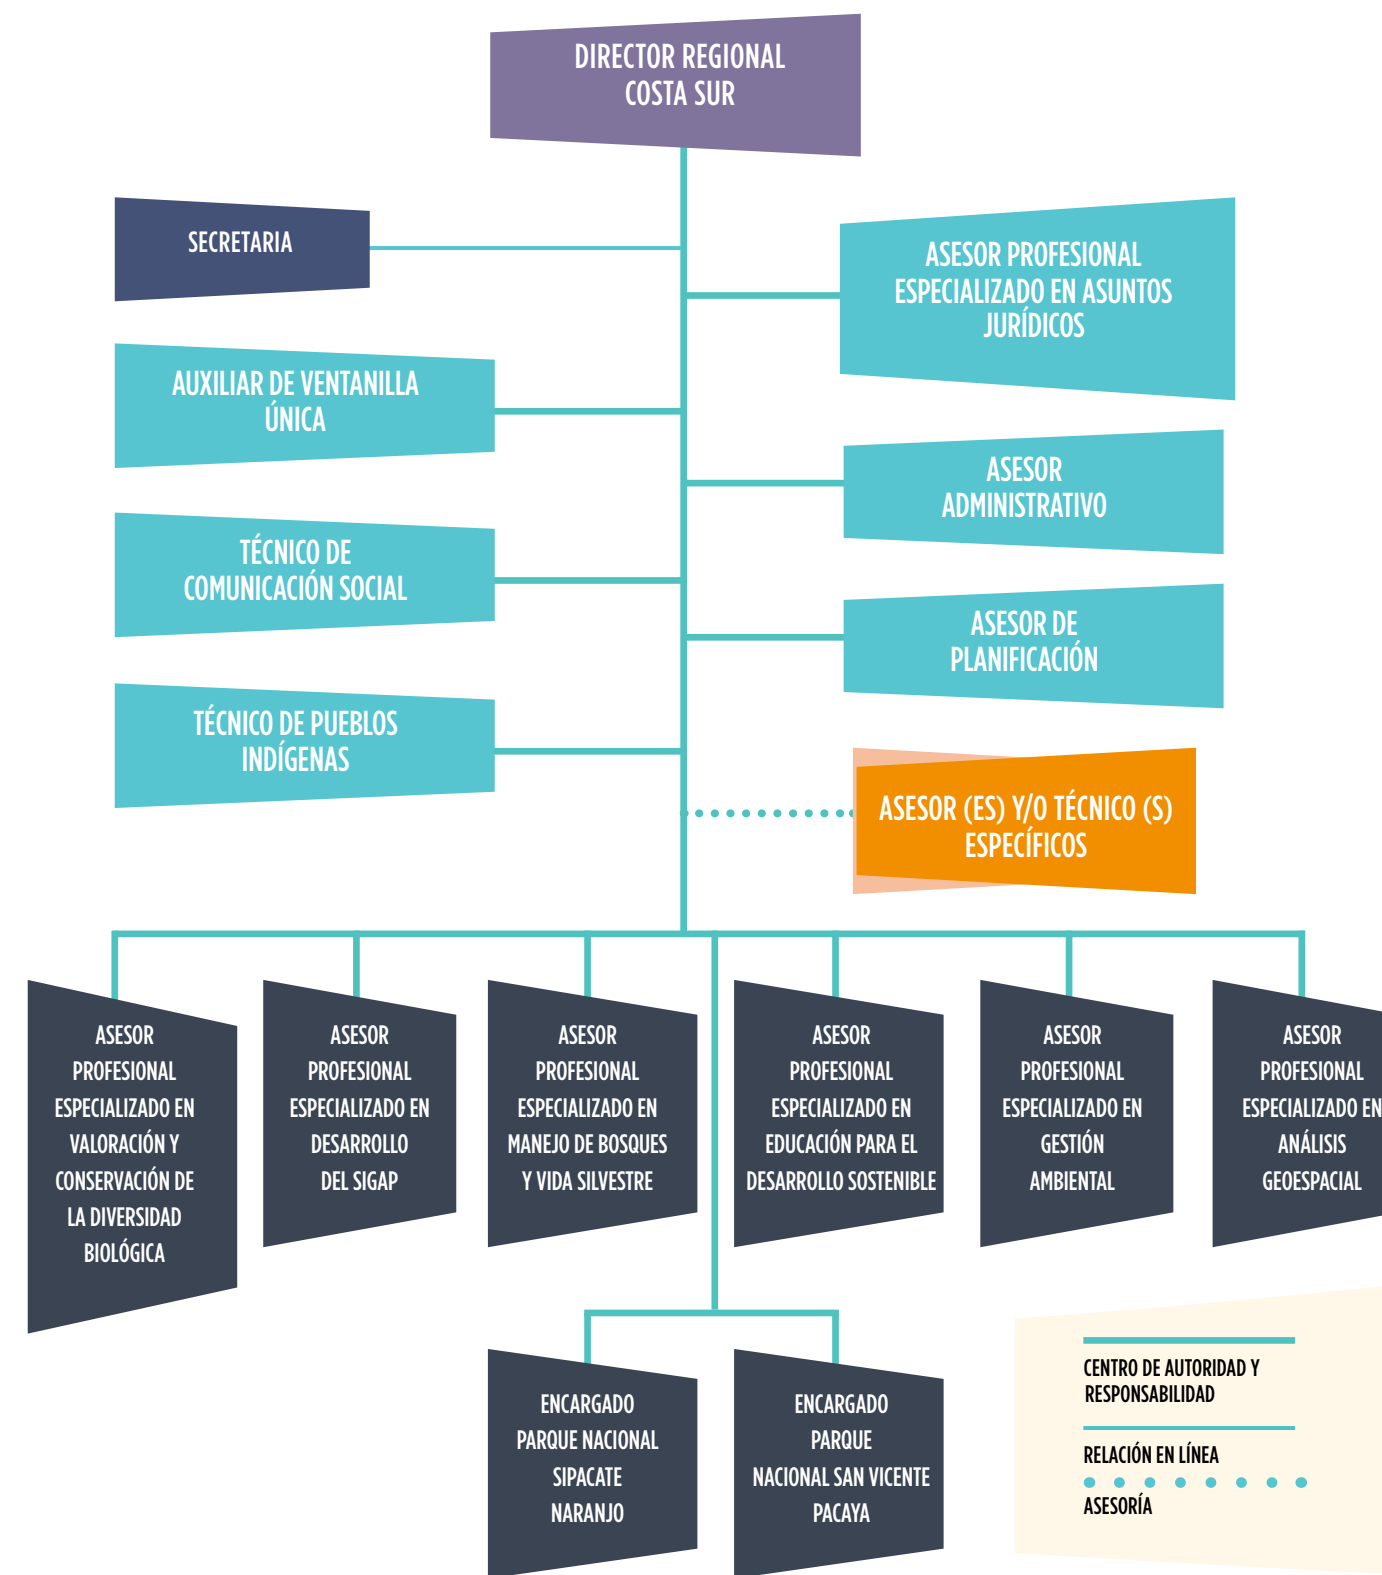 DIRECTOR REGIONAL
COSTA SUR
SECRETARIA
ASESOR PROFESIONAL
ESPECIALIZADO EN ASUNTOS
JURÍDICOS
AUXILIAR DE VENTANILLA
ÚNICA
ASESOR
ADMINISTRATIVO
TÉCNICO DE
COMUNICACIÓN SOCIAL
ASESOR DE
PLANIFICACIÓN
TÉCNICO DE PUEBLOS
INDÍGENAS
ASESOR (ES) Y/O TÉCNICO (S)
ESPECÍFICOS
ASESOR
PROFESIONAL
ESPECIALIZADO EN
VALORACIÓN Y
CONSERVACIÓN DE
LA DIVERSIDAD
BIOLÓGICA
ASESOR
PROFESIONAL
ESPECIALIZADO EN
DESARROLLO
DEL SIGAP
ASESOR
PROFESIONAL
ESPECIALIZADO EN
MANEJO DE BOSQUES
Y VIDA SILVESTRE
ASESOR
PROFESIONAL
ESPECIALIZADO EN
EDUCACIÓN PARA EL
DESARROLLO SOSTENIBLE
ASESOR
PROFESIONAL
ESPECIALIZADO EN
GESTIÓN
AMBIENTAL
ASESOR
PROFESIONAL
ESPECIALIZADO EN
ANÁLISIS
GEOESPACIAL
ENCARGADO
PARQUE NACIONAL
SIPACATE
NARANJO
ENCARGADO
PARQUE
NACIONAL SAN VICENTE
PACAYA
CENTRO DE AUTORIDAD Y
RESPONSABILIDAD
RELACIÓN EN LÍNEA
ASESORÍA